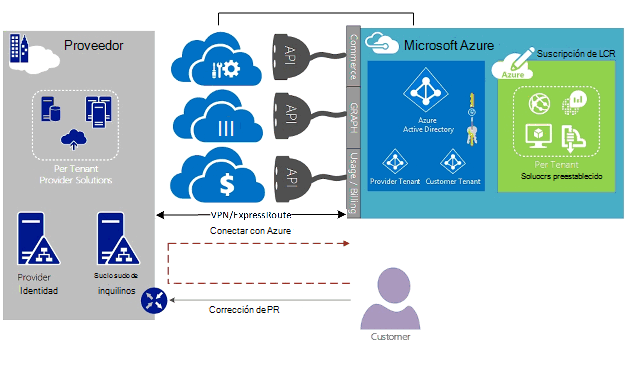 Proveedor
Per Tenant
Provider Solutions
Provider
Identidad
Suclo sudo de
inquilinos
API
API
API
Commerce
GRAPH
Usage / Billing
Microsoft Azure
Azure
Active Directory
Provider Tenant
Customer Tenant
Suscripción de LCR
Azure
Per Tenant
Soluocrs preestablecido
VPN/ExpressRoute
Conectar con Azure
Corrección de PR
Customer